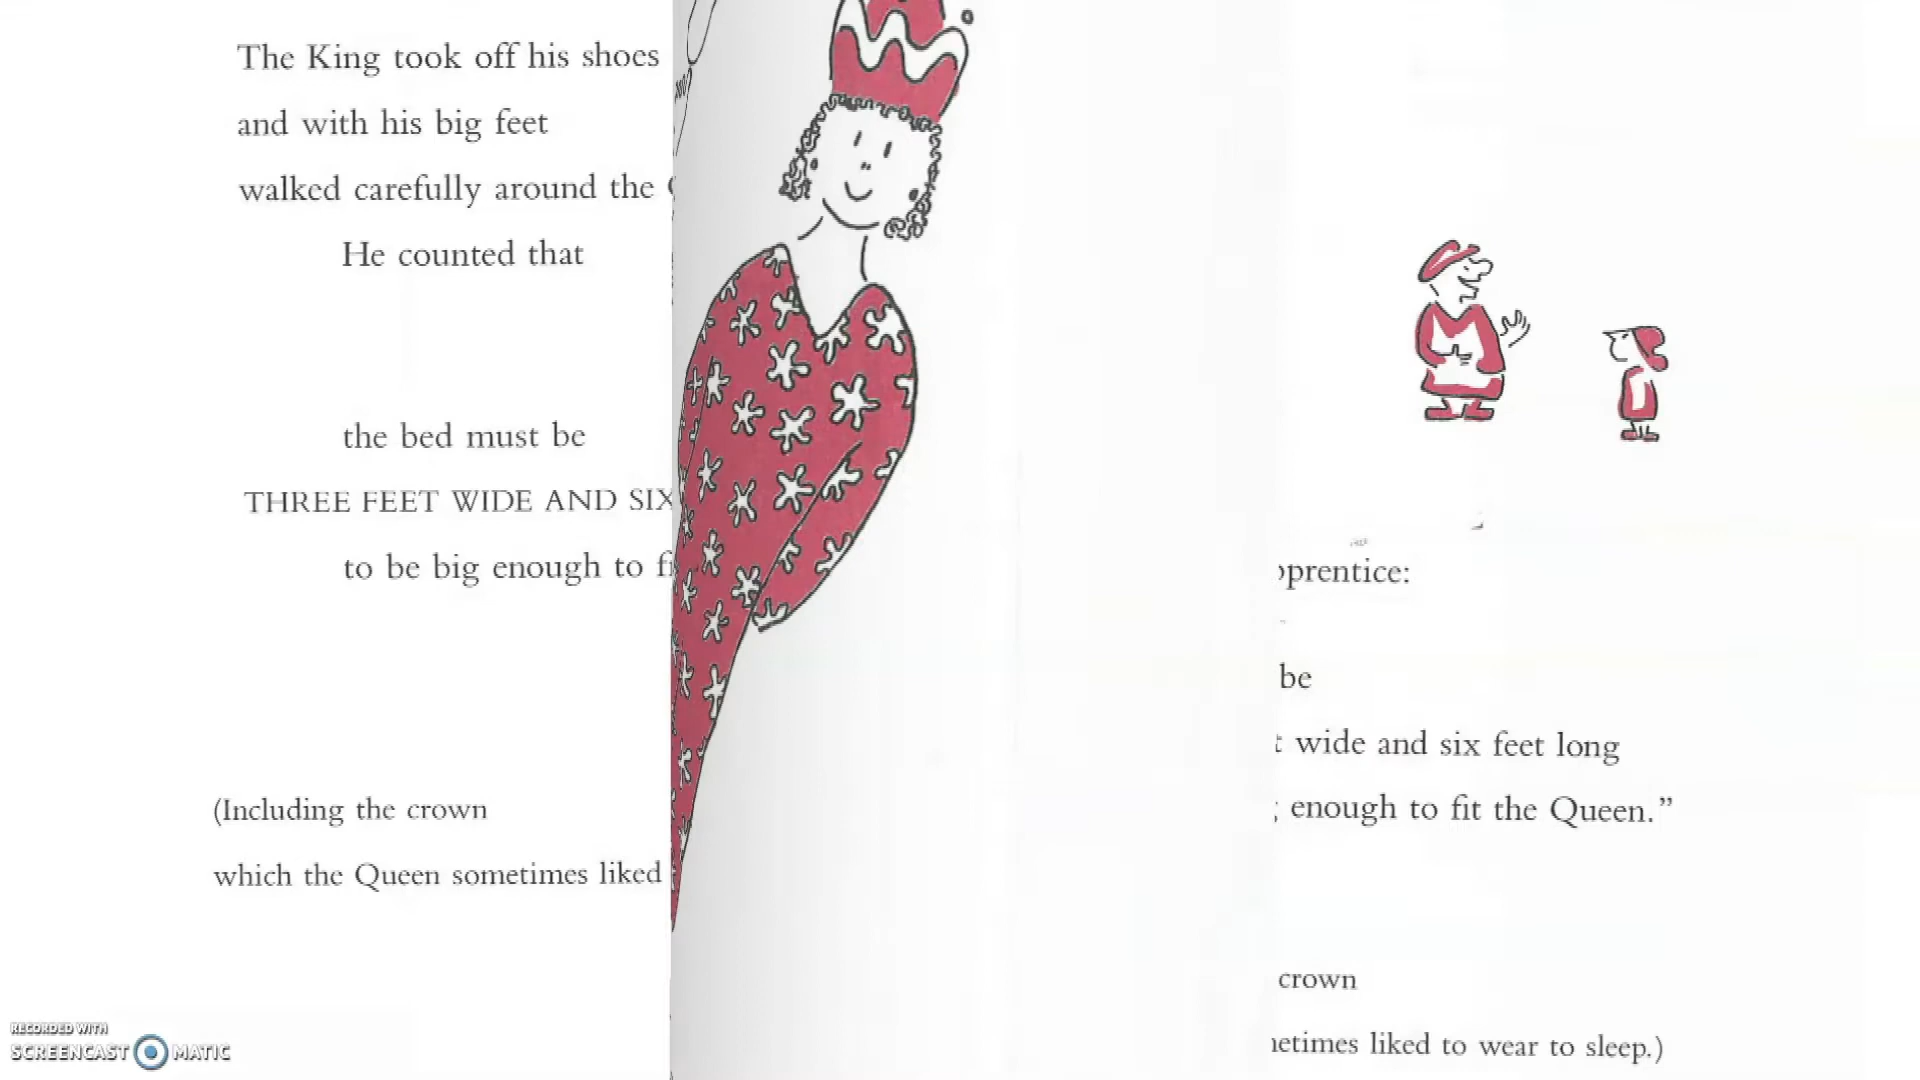 The King took off his shoes
and with his big feet
walked carefully around the
He counted that
the bed must be
THREE FEET WIDE AND SIX
to be big enough to
(Including the crown
which the Queen sometimes liked
be
wide and six feet long
enough to fit the Queen.”
crown
liked to wear to sleep.)
RECORDED WITH
SCREENCAST MATIC